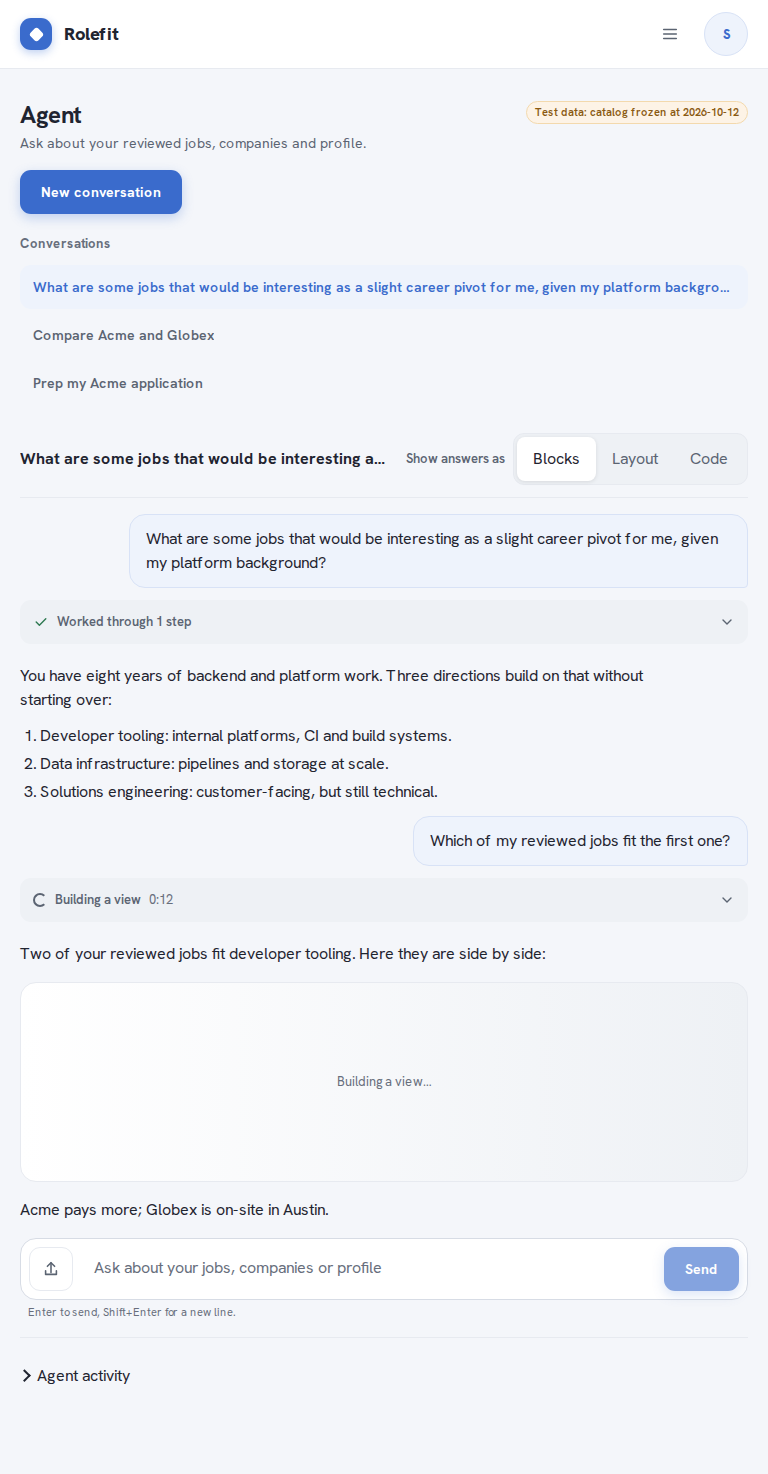 Rolefit
S
Agent
Test data: catalog frozen at 2026-10-12
Ask about your reviewed jobs, companies and profile.
New conversation
Conversations
What are some jobs that would be interesting as a slight career pivot for me, given my platform backgro...
Compare Acme and Globex
Prep my Acme application
What are some jobs that would be interesting a...
Show answers as
Blocks
Layout
Code
What are some jobs that would be interesting as a slight career pivot for me, given
my platform background?
Worked through 1 step
You have eight years of backend and platform work. Three directions build on that without
starting over:
1. Developer tooling: internal platforms, CI and build systems.
2. Data infrastructure: pipelines and storage at scale.
3. Solutions engineering: customer-facing, but still technical.
Which of my reviewed jobs fit the first one?
Building a view 0:12
Two of your reviewed jobs fit developer tooling. Here they are side by side:
Building a view...
Acme pays more; Globex is on-site in Austin.
Ask about your jobs, companies or profile
Send
Enter to send, Shift+Enter for a new line.
Agent activity